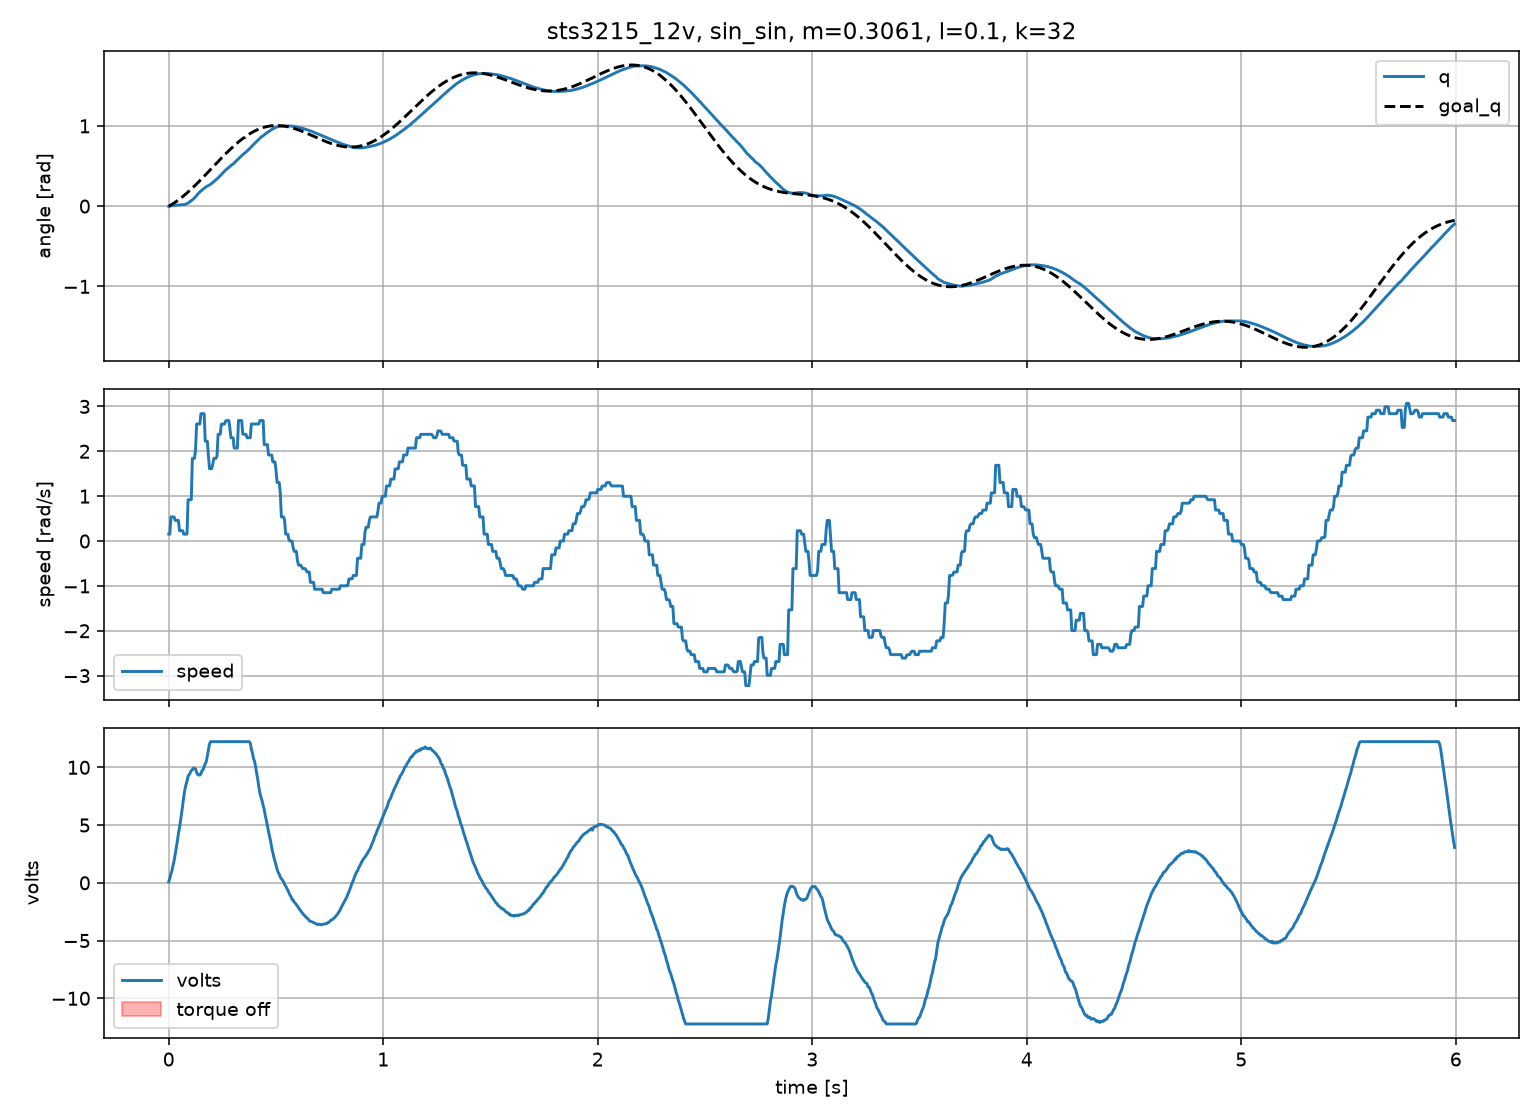 sts3215_12v, sin_sin, m=0.3061, l=0.1, k=32
angle [rad]
1
0
−1
q
goal_q
speed [rad/s]
3
2
1
0
−1
−2
−3
speed
volts
10
5
0
−5
−10
volts
torque off
0 1 2 3 4 5 6
time [s]